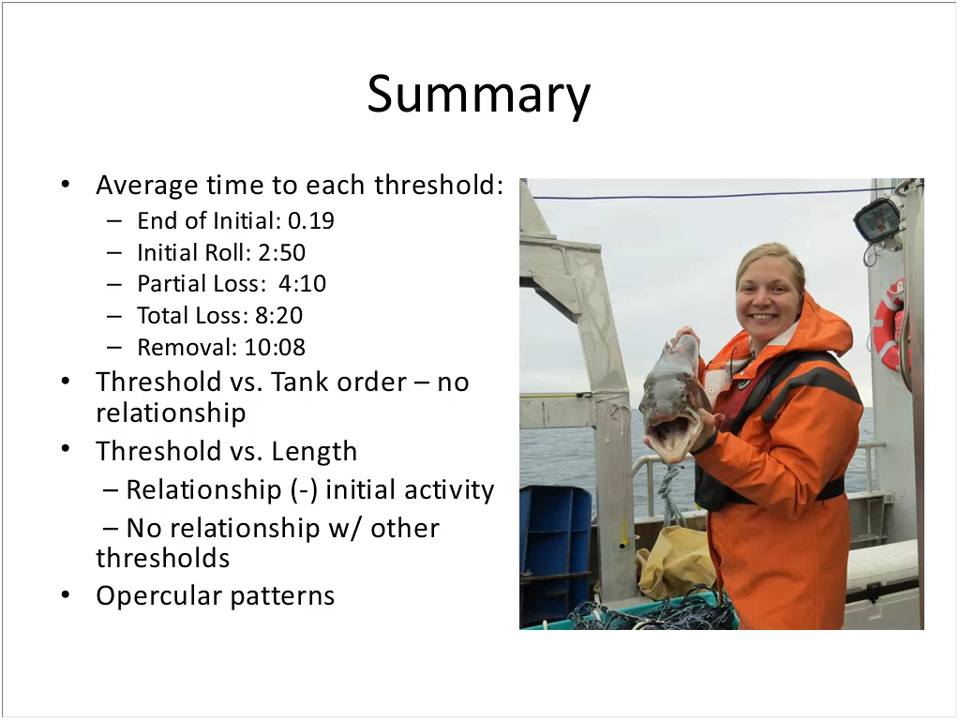 Summary
• Average time to each threshold:
– End of Initial: 0.19
– Initial Roll: 2:50
– Partial Loss:  4:10
– Total Loss: 8:20
– Removal: 10:08
• Threshold vs. Tank order – no
relationship
• Threshold vs. Length
– Relationship (-) initial activity
– No relationship w/ other
thresholds
• Opercular patterns